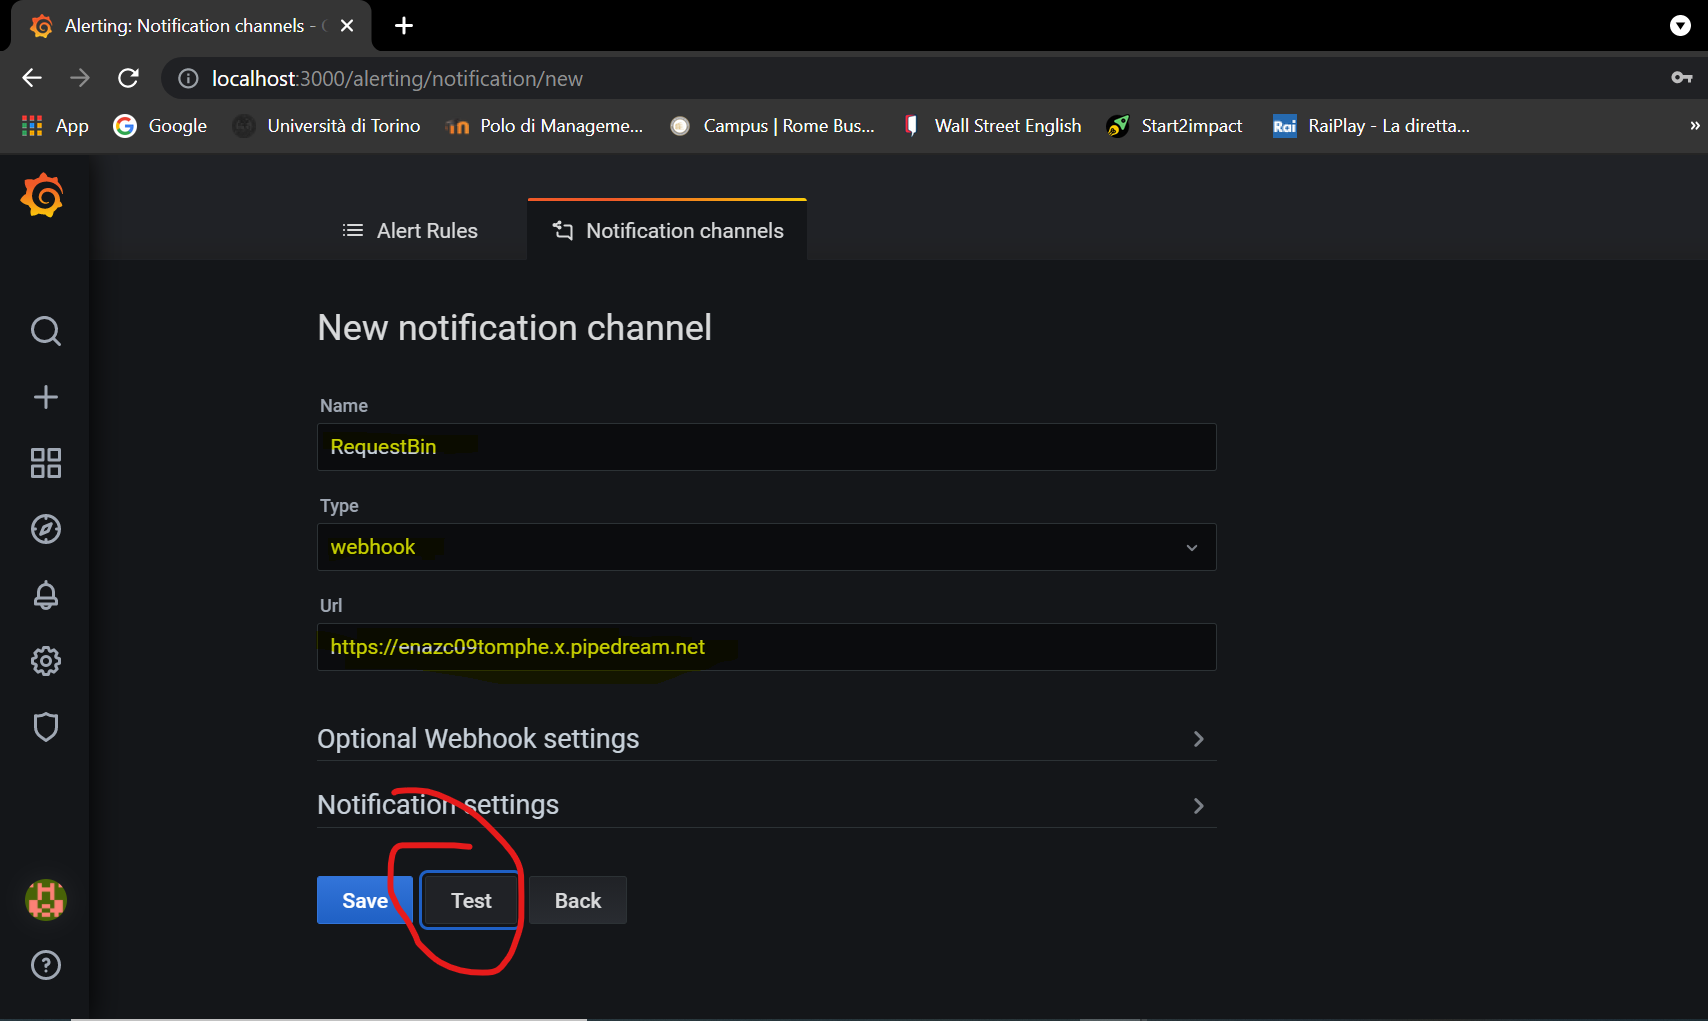 Alerting: Notification channels -
localhost:3000/alerting/notification/new
App Google Università di Torino Polo di Manageme... Campus | Rome Bus... Wall Street English Start2impact Rai RaiPlay - La diretta... »
Alert Rules Notification channels
New notification channel
Name
RequestBin
Type
webhook
Url
https://enazc09tomphe.x.pipedream.net
Optional Webhook settings
Notification settings
Save Test Back